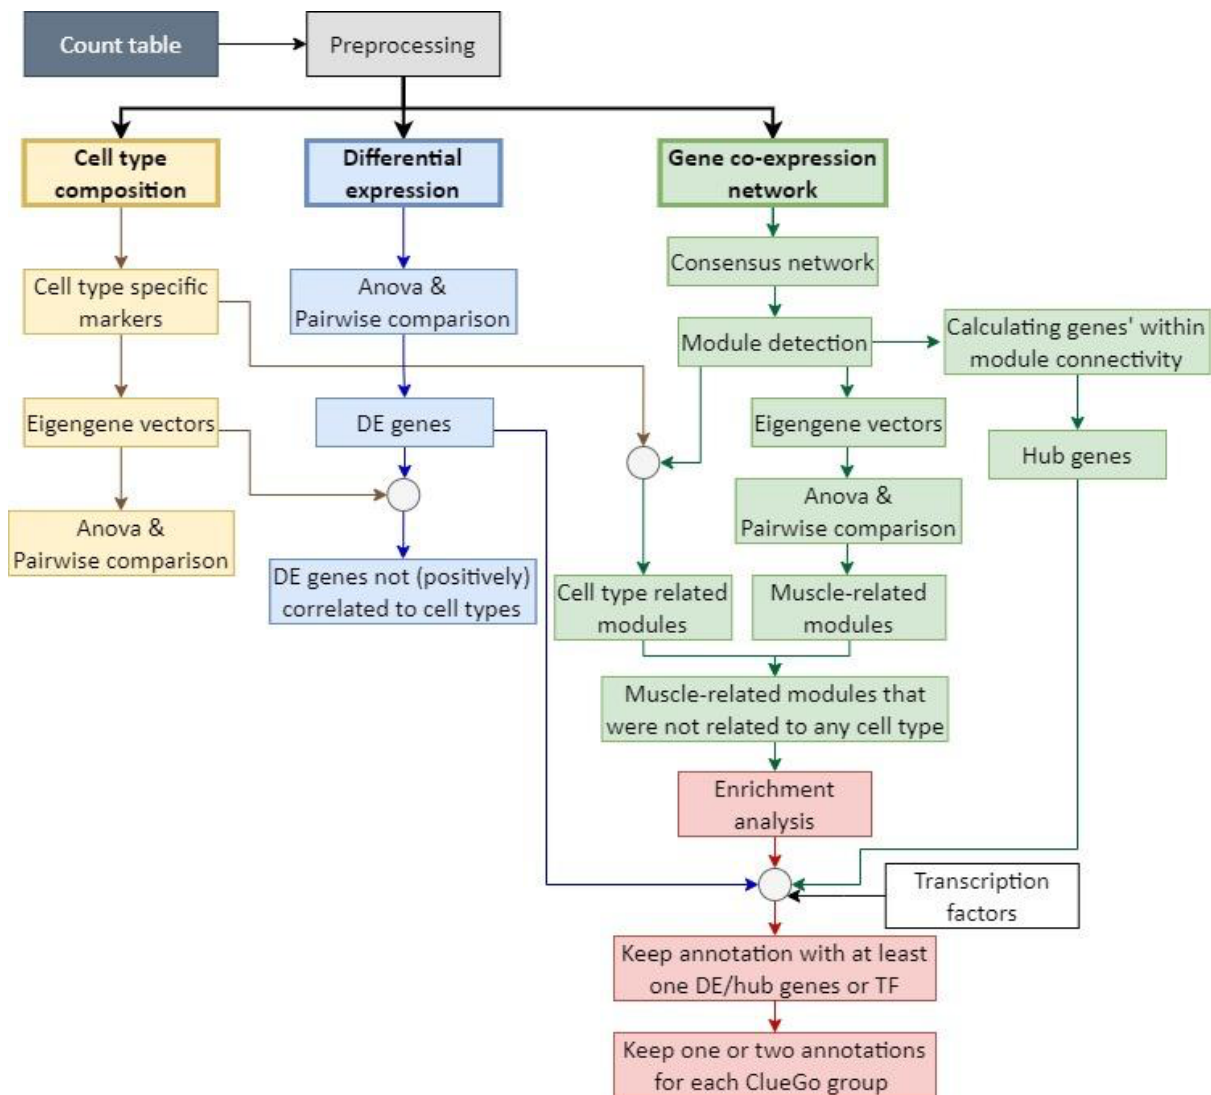 Count table
Preprocessing
Cell type
composition
Differential
expression
Gene co-expression
network
Consensus network
Cell type specific
markers
Anova &
Pairwise comparison
Module detection
Calculating genes' within
module connectivity
Eigengene vectors
DE genes
Eigengene vectors
Hub genes
Anova &
Pairwise comparison
Anova &
Pairwise comparison
DE genes not (positively)
correlated to cell types
Cell type related
modules
Muscle-related
modules
Muscle-related modules that
were not related to any cell type
Enrichment
analysis
Transcription
factors
Keep annotation with at least
one DE/hub genes or TF
Keep one or two annotations
for each ClueGo group